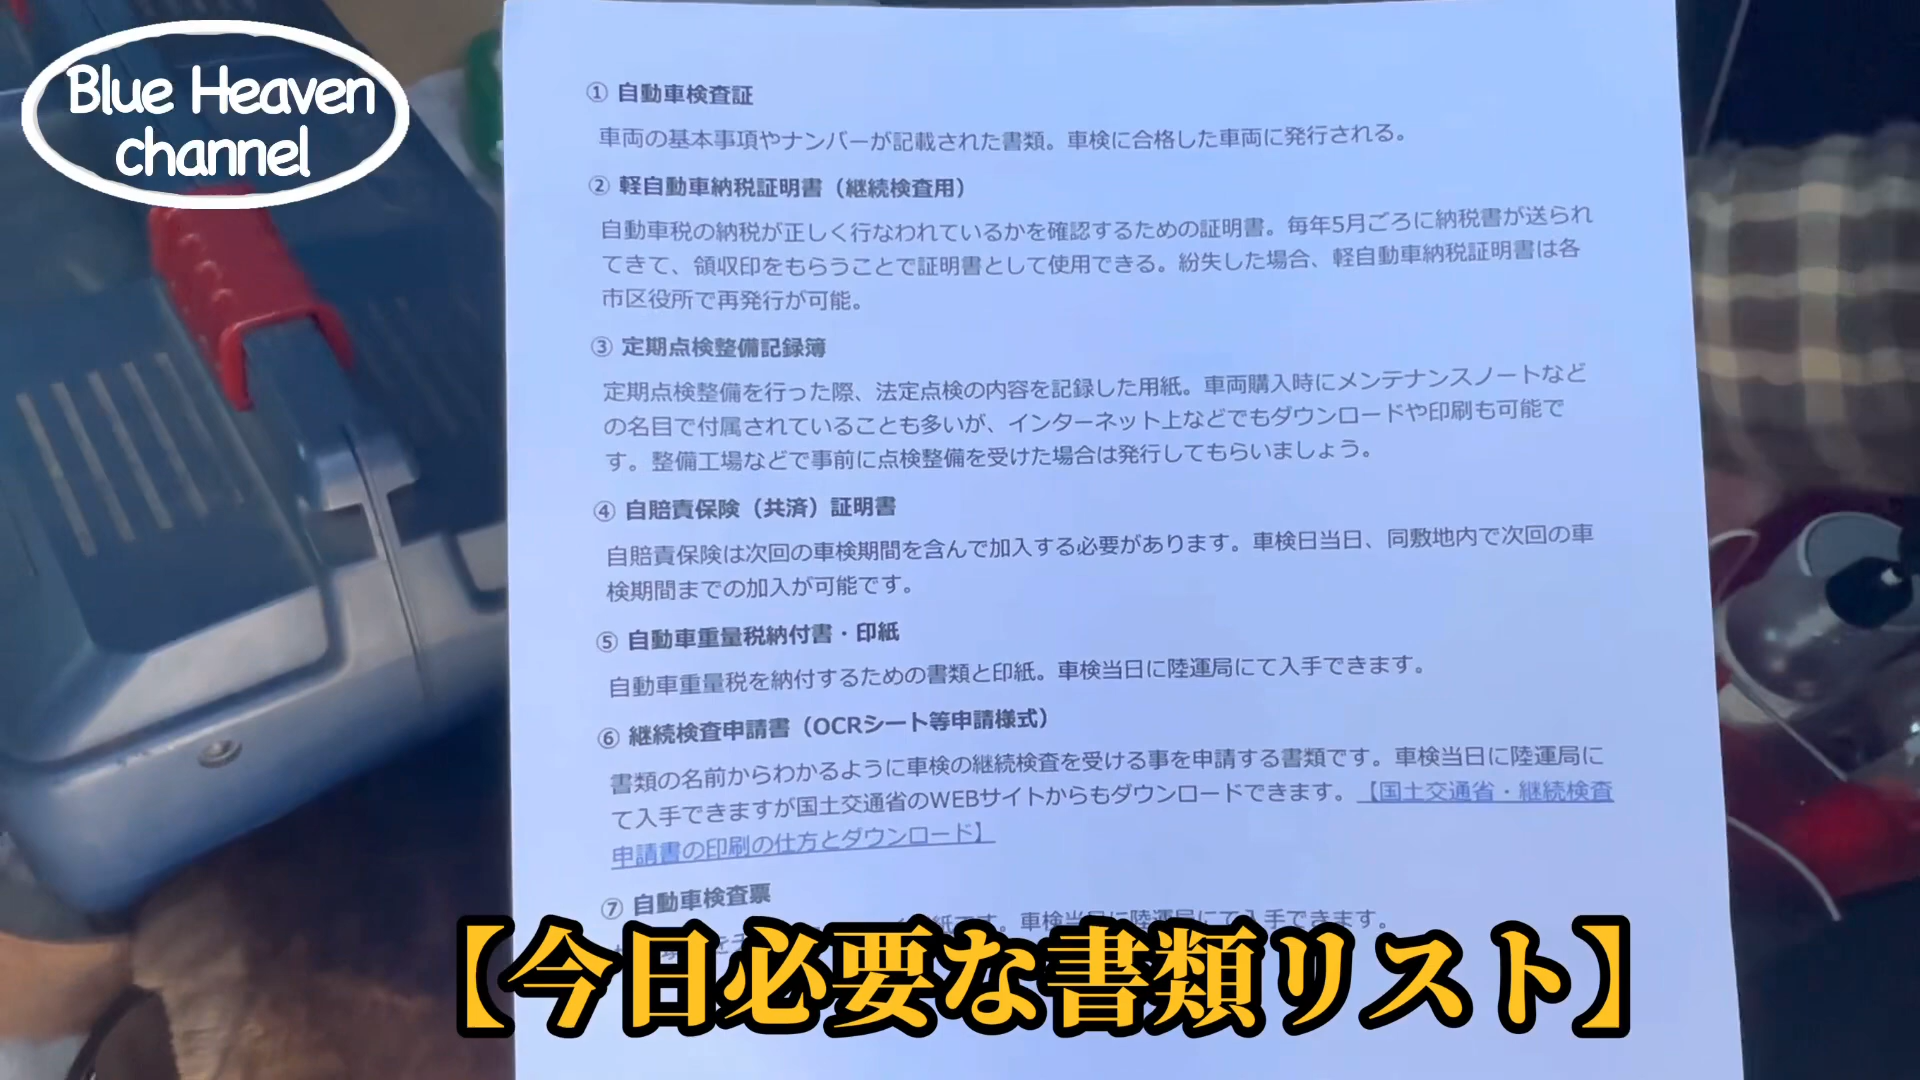 Blue Heaven
channel
① 自動車検査証
車両の基本事項やナンバーが記載された書類。車検に合格した車両に発行される。
② 軽自動車納税証明書（継続検査用）
自動車税の納税が正しく行なわれているかを確認するための証明書。毎年5月ごろに納税書が送られ
てきて、領収印をもらうことで証明書として使用できる。紛失した場合、軽自動車納税証明書は各
市区役所で再発行が可能。
③ 定期点検整備記録簿
定期点検整備を行った際、法定点検の内容を記録した用紙。車両購入時にメンテナンスノートなど
の名目で付属されていることも多いが、インターネット上などでもダウンロードや印刷も可能で
す。整備工場などで事前に点検整備を受けた場合は発行してもらいましょう。
④ 自賠責保険（共済）証明書
自賠責保険は次回の車検期間を含んで加入する必要があります。車検日当日、同敷地内で次回の車
検期間までの加入が可能です。
⑤ 自動車重量税納付書・印紙
自動車重量税を納付するための書類と印紙。車検当日に陸運局にて入手できます。
⑥ 継続検査申請書（OCRシート等申請様式）
書類の名前からわかるように車検の継続検査を受ける事を申請する書類です。車検当日に陸運局に
て入手できますが国土交通省のWEBサイトからもダウンロードできます。【国土交通省・継続検査
申請書の印刷の仕方とダウンロード】
⑦ 自動車検査票
紙です。車検当日に陸運局にて入手できます。
【今日必要な書類リスト】